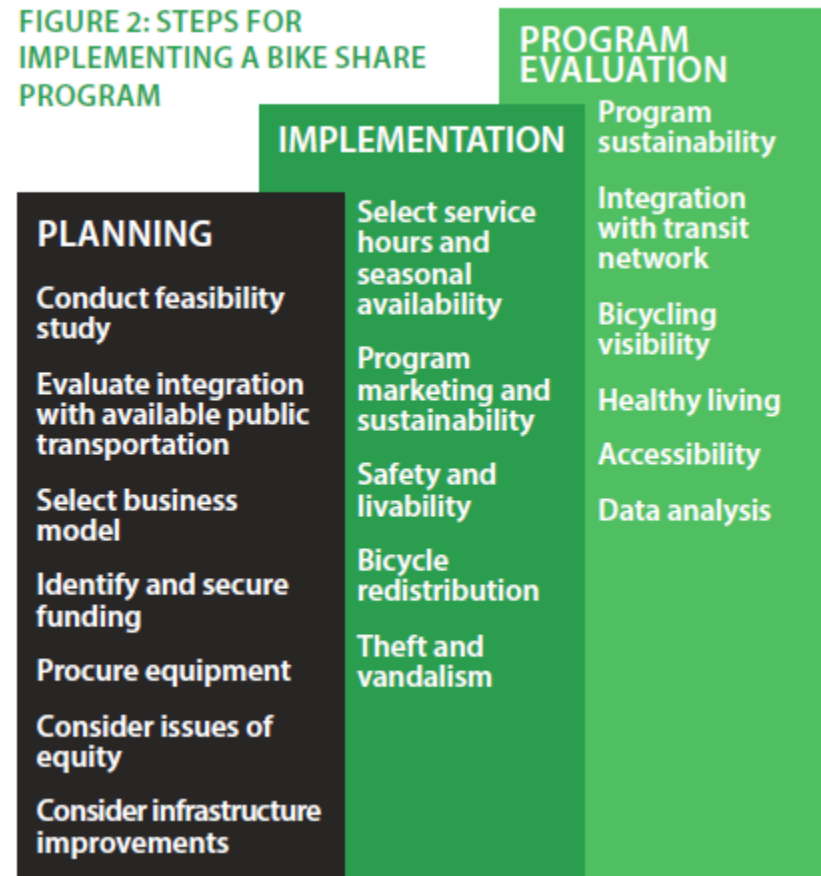 FIGURE 2: STEPS FOR
IMPLEMENTING A BIKE SHARE
PROGRAM
PLANNING
Conduct feasibility
study
Evaluate integration
with available public
transportation
Select business
model
Identify and secure
funding
Procure equipment
Consider issues of
equity
Consider infrastructure
improvements
IMPLEMENTATION
Select service
hours and
seasonal
availability
Program
marketing and
sustainability
Safety and
livability
Bicycle
redistribution
Theft and
vandalism
PROGRAM
EVALUATION
Program
sustainability
Integration
with transit
network
Bicycling
visibility
Healthy living
Accessibility
Data analysis